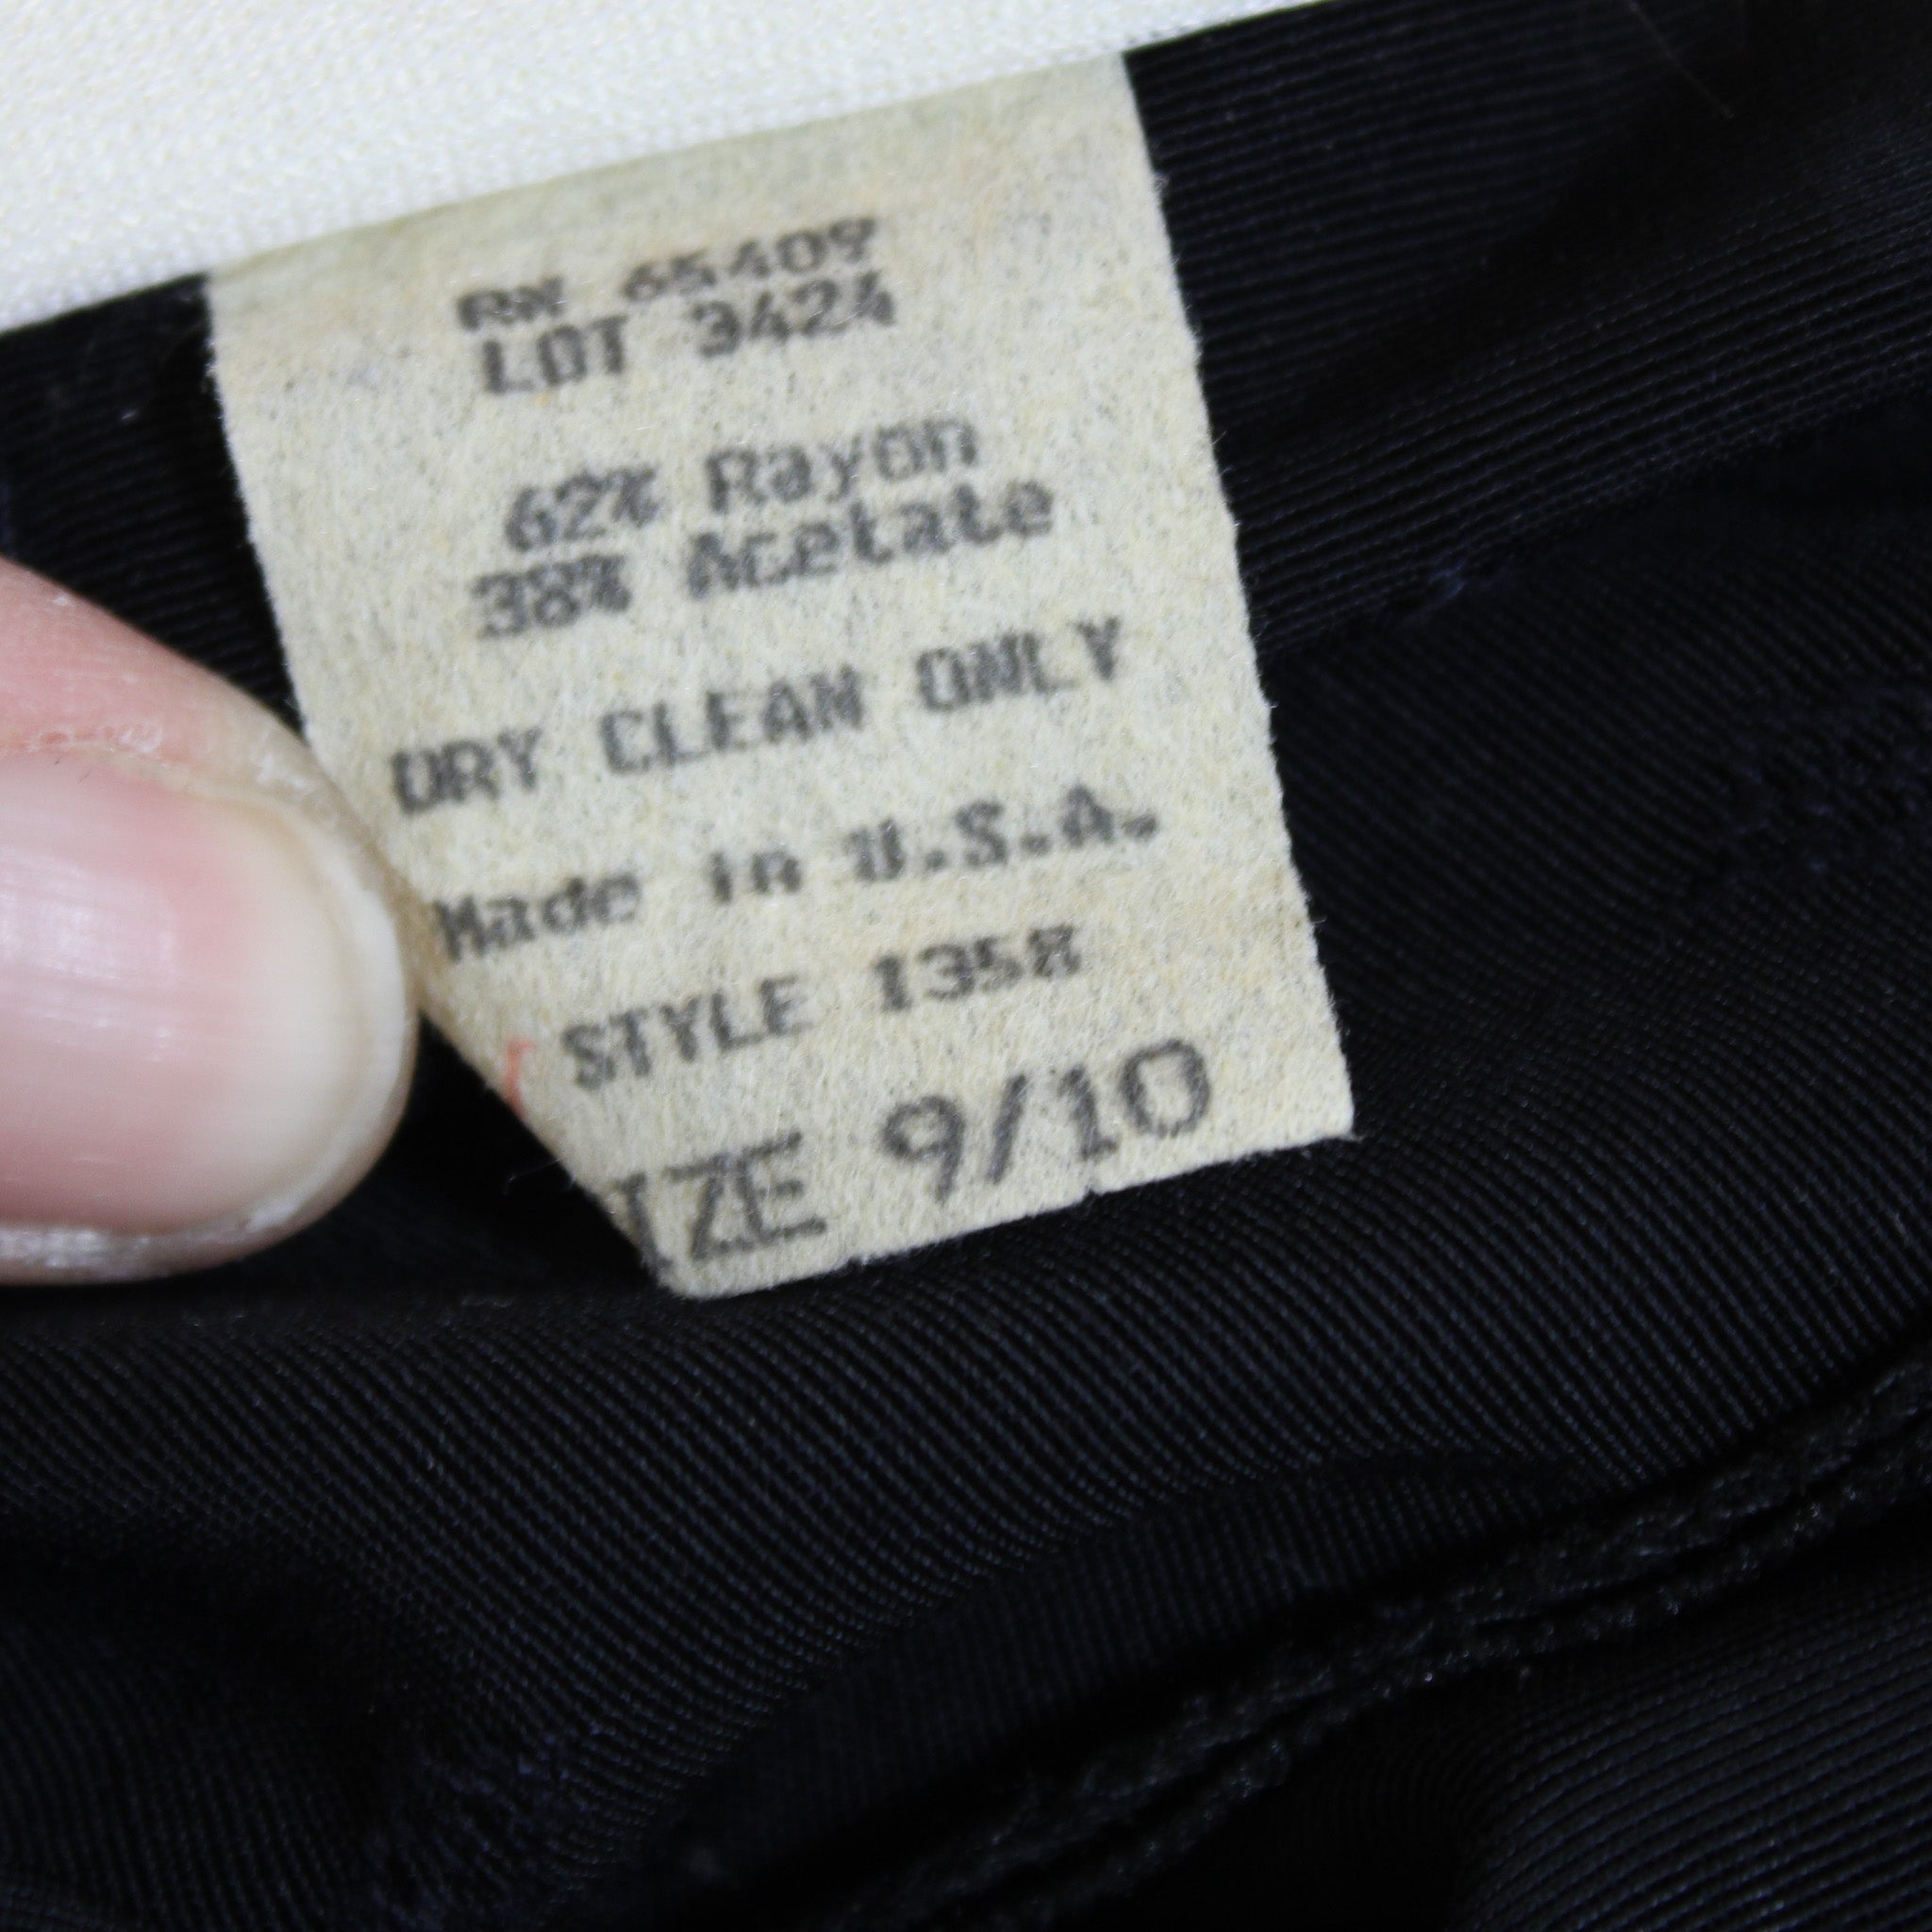 RN 65409
LOT 3424
62% Rayon
38% Acetate
DRY CLEAN ONLY
Made in U.S.A.
STYLE 1358
IZE 9/10